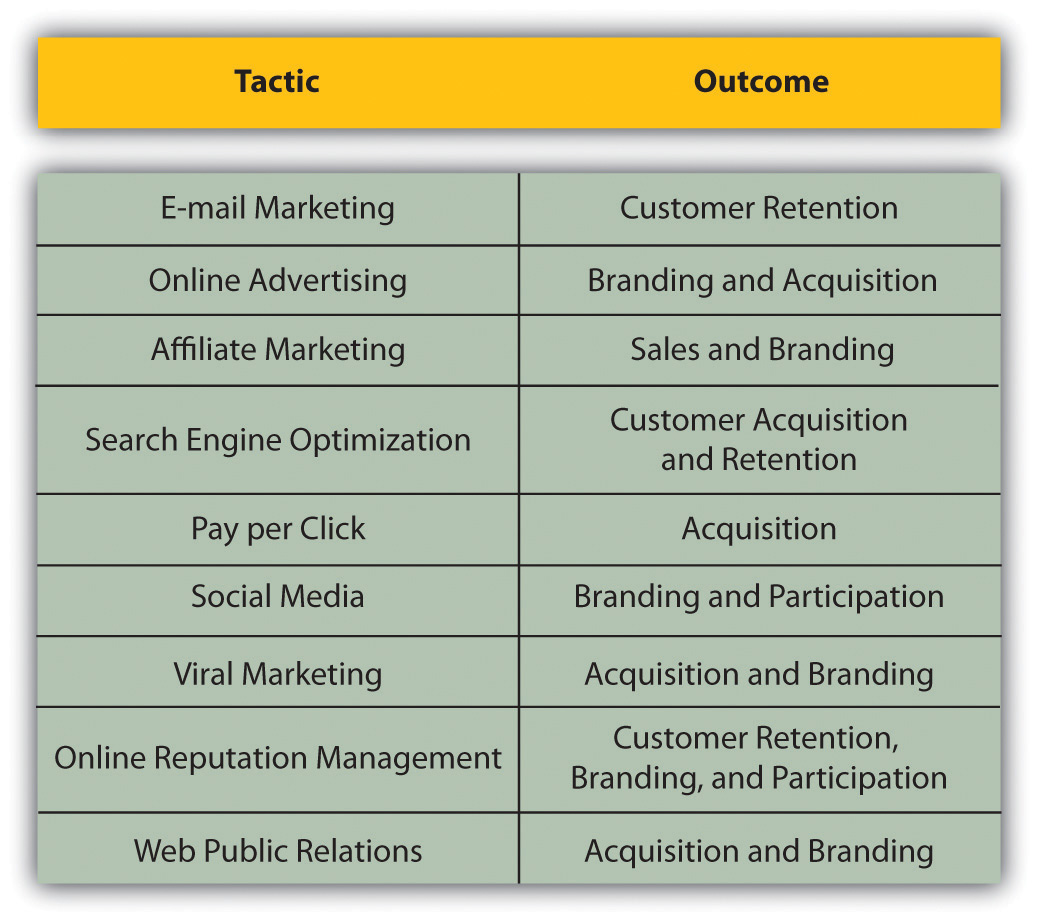 Tactic Outcome
E-mail Marketing Customer Retention
Online Advertising Branding and Acquisition
Affiliate Marketing Sales and Branding
Search Engine Optimization Customer Acquisition
and Retention
Pay per Click Acquisition
Social Media Branding and Participation
Viral Marketing Acquisition and Branding
Online Reputation Management Customer Retention,
Branding, and Participation
Web Public Relations Acquisition and Branding